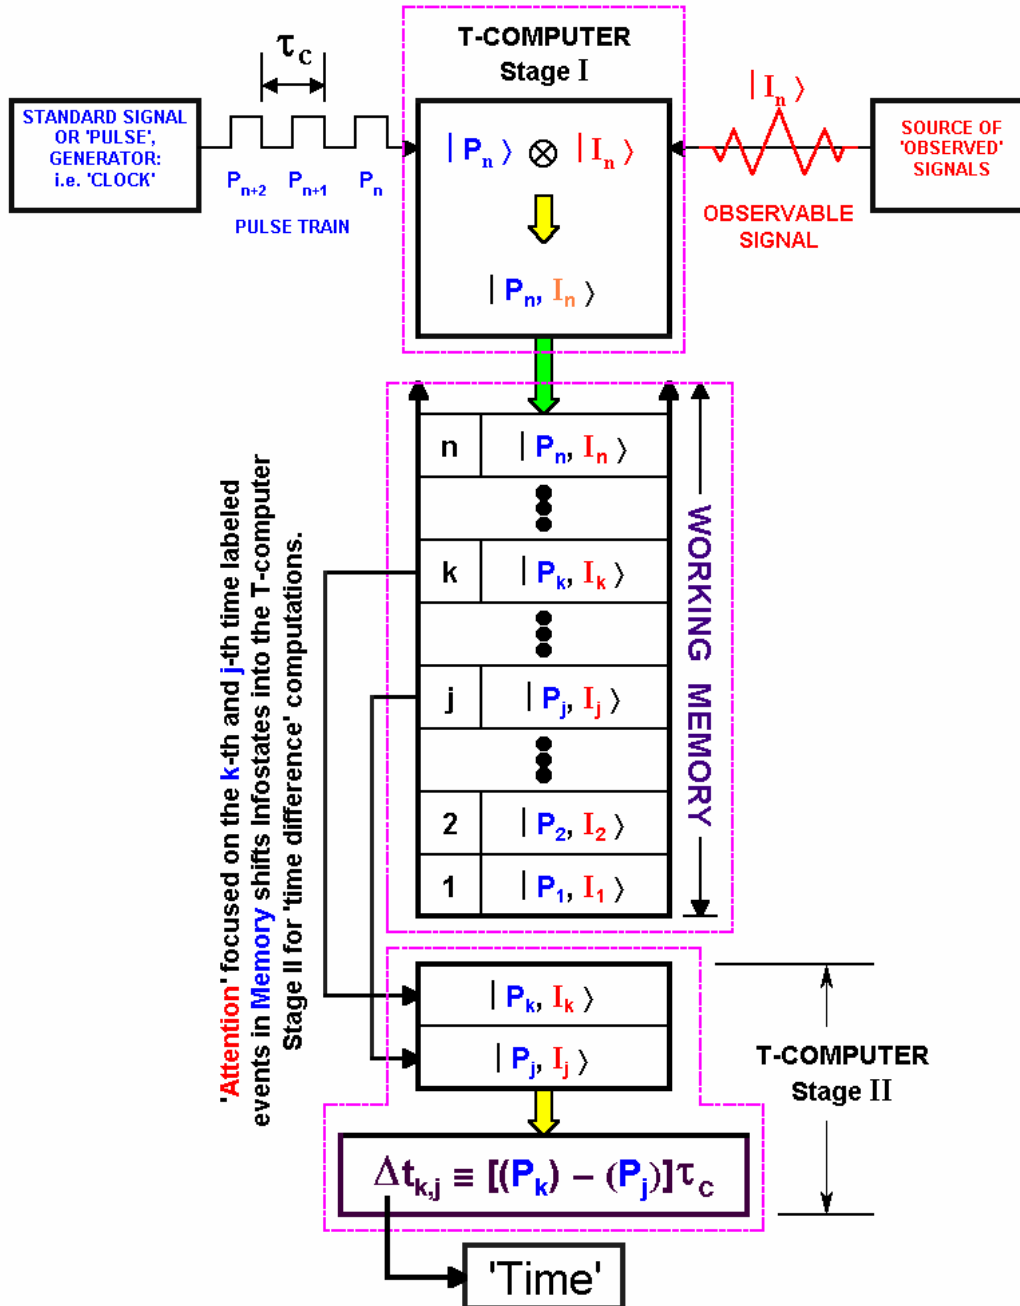 T-COMPUTER
Stage I
τC
STANDARD SIGNAL
OR 'PULSE',
GENERATOR:
i.e. 'CLOCK'
Pn+2 Pn+1 Pn
PULSE TRAIN
| Pn ⟩ ⊗ | In ⟩
| Pn, In ⟩
| In ⟩
OBSERVABLE
SIGNAL
SOURCE OF
'OBSERVED'
SIGNALS
n | Pn, In ⟩
k | Pk, Ik ⟩
j | Pj, Ij ⟩
2 | P2, I2 ⟩
1 | P1, I1 ⟩
WORKING MEMORY
'Attention' focused on the k-th and j-th time labeled
events in Memory shifts Infostates into the T-computer
Stage II for 'time difference' computations.
| Pk, Ik ⟩
| Pj, Ij ⟩
T-COMPUTER
Stage II
Δtk,j ≡ [(Pk) − (Pj)]τC
'Time'